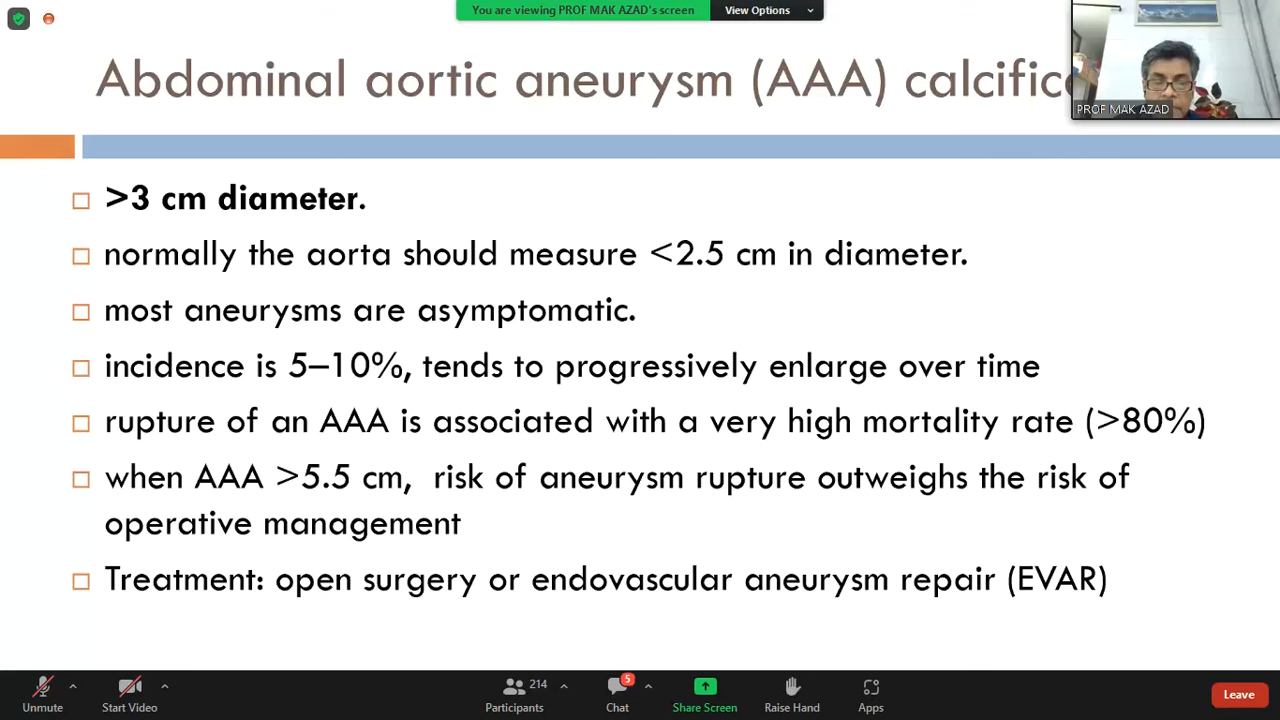 You are viewing PROF MAK AZAD's screen
View Options
Abdominal aortic aneurysm (AAA) calcific
PROF MAK AZAD
>3 cm diameter.
normally the aorta should measure <2.5 cm in diameter.
most aneurysms are asymptomatic.
incidence is 5–10%, tends to progressively enlarge over time
rupture of an AAA is associated with a very high mortality rate (>80%)
when AAA >5.5 cm, risk of aneurysm rupture outweighs the risk of
operative management
Treatment: open surgery or endovascular aneurysm repair (EVAR)
214
5
Unmute
Start Video
Participants
Chat
Share Screen
Raise Hand
Apps
Leave